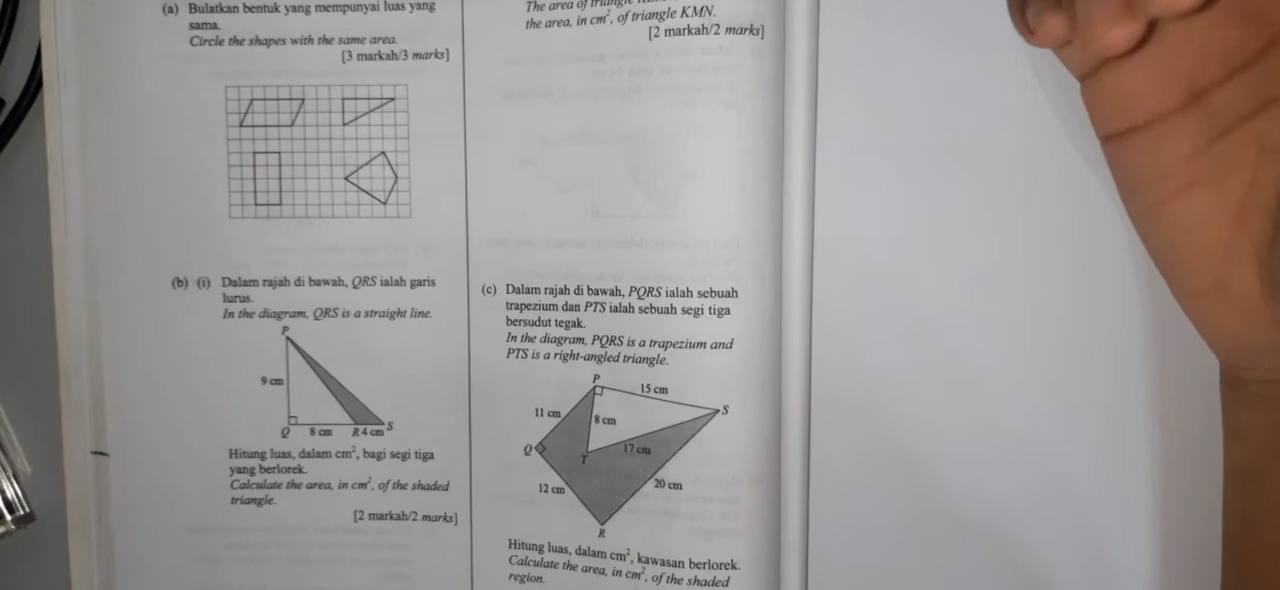 (a) Bulatkan bentuk yang mempunyai luas yang
sama.
Circle the shapes with the same area.
[3 markah/3 marks]
(b) (i) Dalam rajah di bawah, QRS ialah garis
lurus.
In the diagram, QRS is a straight line.
P
9 cm
Q 8 cm R 4 cm S
Hitung luas, dalam cm², bagi segi tiga
yang berlorek.
Calculate the area, in cm², of the shaded
triangle.
[2 markah/2 marks]
The area of
the area, in cm², of triangle KMN.
[2 markah/2 marks]
(c) Dalam rajah di bawah, PQRS ialah sebuah
trapezium dan PTS ialah sebuah segi tiga
bersudut tegak.
In the diagram, PQRS is a trapezium and
PTS is a right-angled triangle.
P
15 cm
S
11 cm
8 cm
Q
T
17 cm
12 cm
20 cm
R
Hitung luas, dalam cm², kawasan berlorek.
Calculate the area, in cm², of the shaded
region.